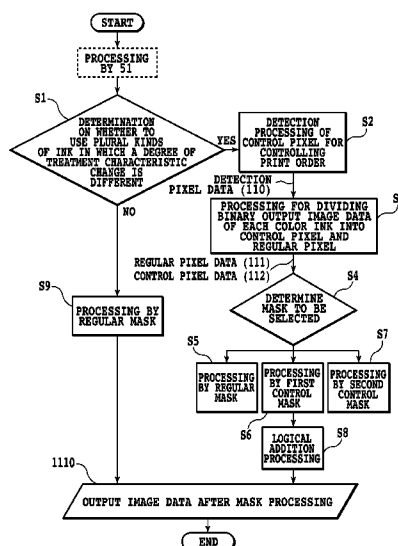 START
PROCESSING
BY 51
S1
DETERMINATION
ON WHETHER TO
USE PLURAL KINDS
OF INK IN WHICH A DEGREE OF
TREATMENT CHARACTERISTIC
CHANGE IS
DIFFERENT
YES
NO
S2
DETECTION
PROCESSING OF
CONTROL PIXEL FOR
CONTROLLING
PRINT ORDER
DETECTION
PIXEL DATA (110)
S
PROCESSING FOR DIVIDING
BINARY OUTPUT IMAGE DATA
OF EACH COLOR INK INTO
CONTROL PIXEL AND
REGULAR PIXEL
REGULAR PIXEL DATA (111)
CONTROL PIXEL DATA (112)
S4
DETERMINE
MASK TO BE
SELECTED
S9
PROCESSING BY
REGULAR MASK
S5
PROCESSING
BY REGULAR
MASK
PROCESSING
BY FIRST
CONTROL
MASK
S6
S7
PROCESSING
BY SECOND
CONTROL
MASK
LOGICAL
ADDITION
PROCESSING
S8
1110
OUTPUT IMAGE DATA AFTER MASK PROCESSING
END